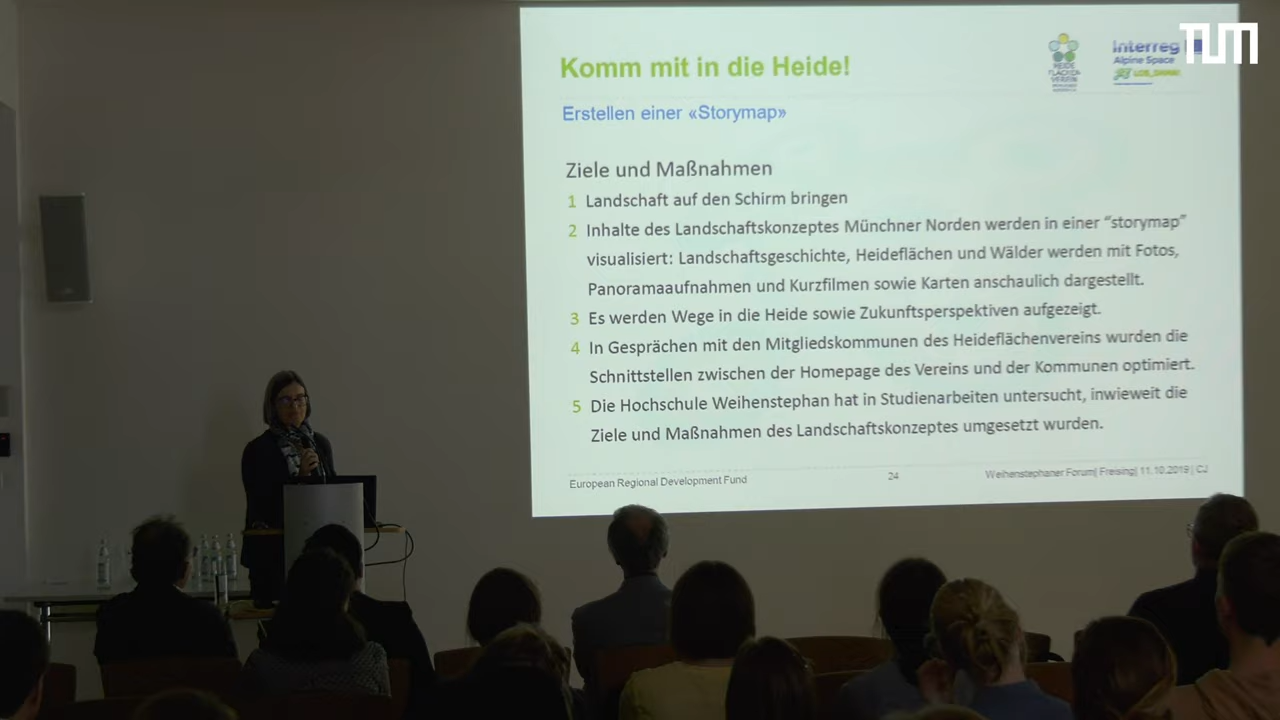 TUM
Komm mit in die Heide!
HEIDE
FLÄCHEN
VEREIN
Interreg
Alpine Space
LOS_DAMA!
Erstellen einer «Storymap»
Ziele und Maßnahmen
1 Landschaft auf den Schirm bringen
2 Inhalte des Landschaftskonzeptes Münchner Norden werden in einer “storymap”
visualisiert: Landschaftsgeschichte, Heideflächen und Wälder werden mit Fotos,
Panoramaaufnahmen und Kurzfilmen sowie Karten anschaulich dargestellt.
3 Es werden Wege in die Heide sowie Zukunftsperspektiven aufgezeigt.
4 In Gesprächen mit den Mitgliedskommunen des Heideflächenvereins wurden die
Schnittstellen zwischen der Homepage des Vereins und der Kommunen optimiert.
5 Die Hochschule Weihenstephan hat in Studienarbeiten untersucht, inwieweit die
Ziele und Maßnahmen des Landschaftskonzeptes umgesetzt wurden.
European Regional Development Fund
24
Weihenstephaner Forum| Freising| 11.10.2019 | CJ